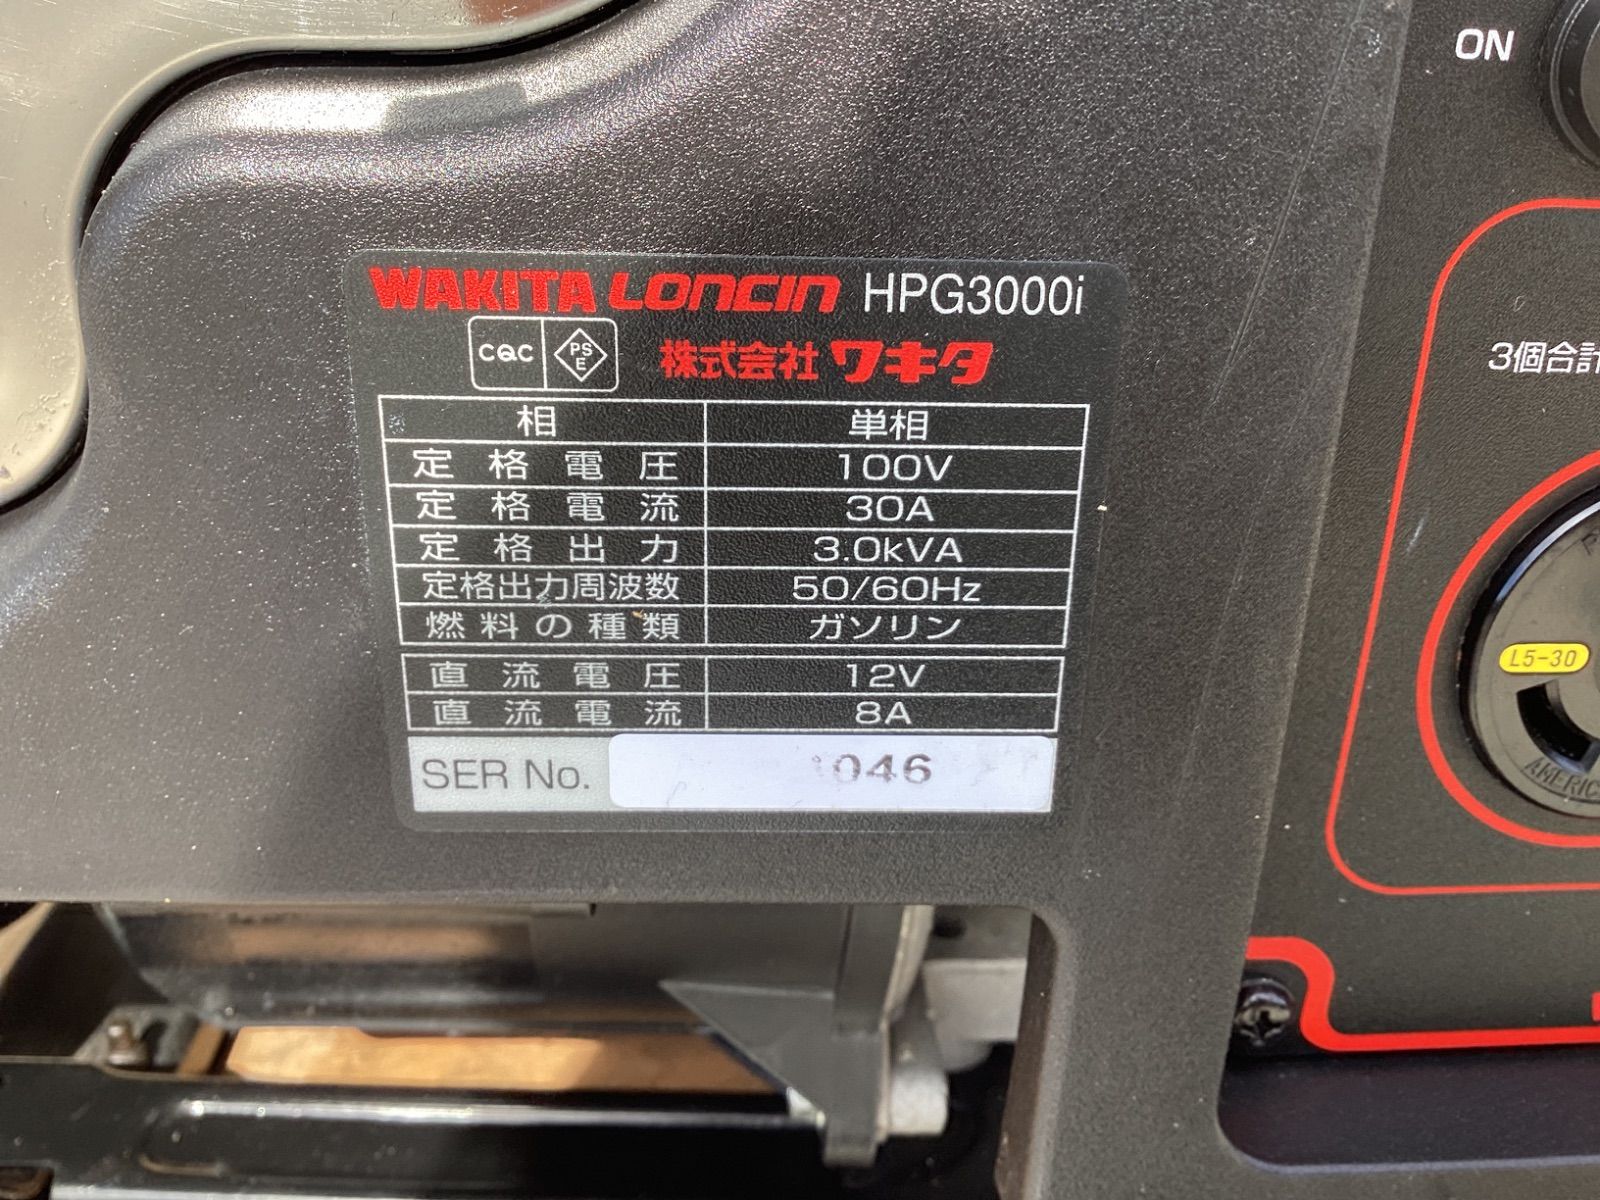 ON
WAKITA LONCIN HPG3000i
CQC PSE 株式会社ワキタ
相 単相
定格電圧 100V
定格電流 30A
定格出力 3.0kVA
定格出力周波数 50/60Hz
燃料の種類 ガソリン
直流電圧 12V
直流電流 8A
SER No. 046
3個合計
L5-30